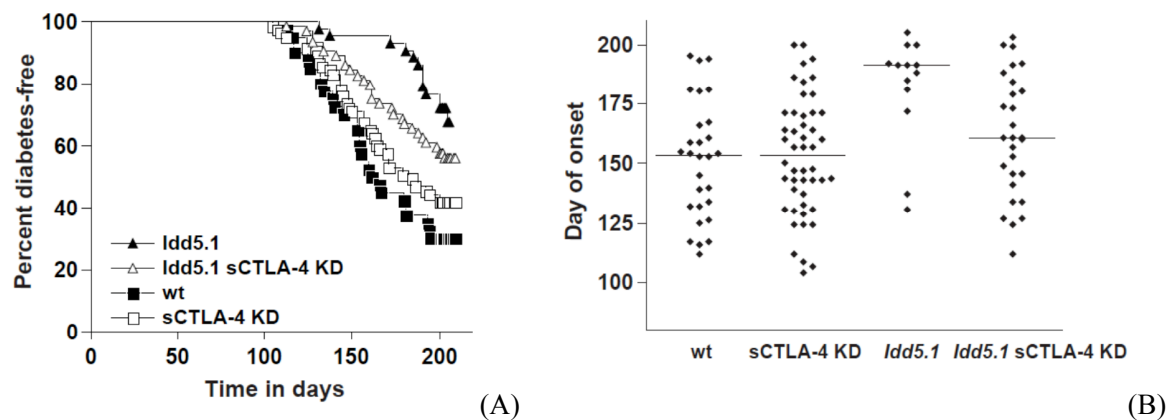 100
80
60
40
20
0
Percent diabetes-free
Idd5.1
Idd5.1 sCTLA-4 KD
wt
sCTLA-4 KD
0 50 100 150 200
Time in days
(A)
B
200
175
150
125
100
Day of onset
wt sCTLA-4 KD Idd5.1 Idd5.1 sCTLA-4 KD
(B)